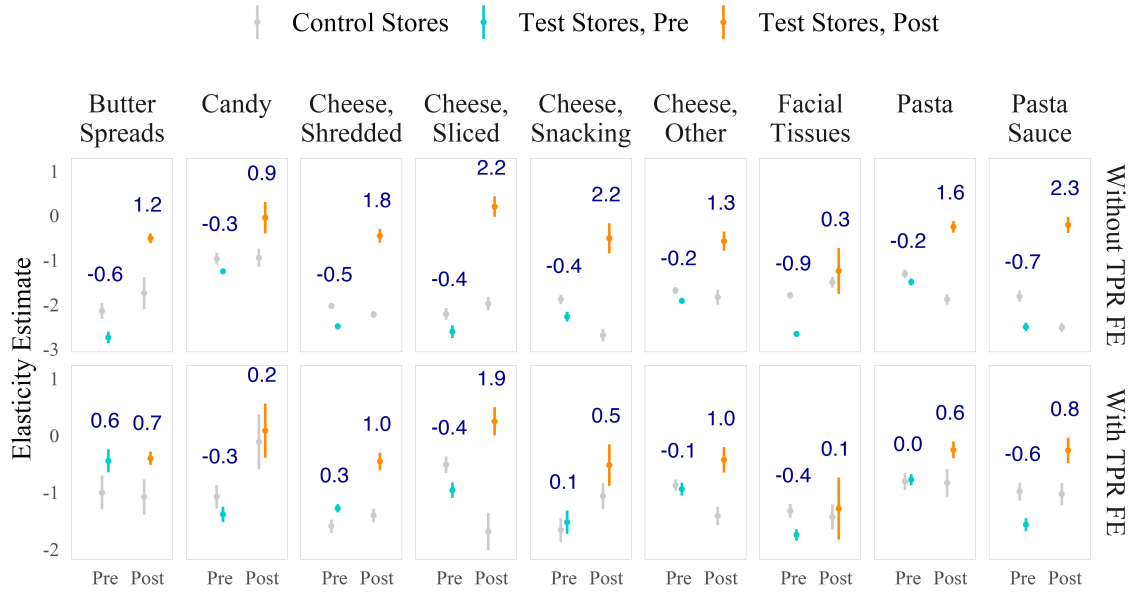 Control Stores Test Stores, Pre Test Stores, Post
Butter Spreads
Candy
Cheese, Shredded
Cheese, Sliced
Cheese, Snacking
Cheese, Other
Facial Tissues
Pasta
Pasta Sauce
Elasticity Estimate
1
0
-1
-2
-3
-0.6 1.2
-0.3 0.9
-0.5 1.8
-0.4 2.2
-0.4 2.2
-0.2 1.3
-0.9 0.3
-0.2 1.6
-0.7 2.3
Without TPR FE
1
0
-1
-2
0.6 0.7
-0.3 0.2
0.3 1.0
-0.4 1.9
0.1 0.5
-0.1 1.0
-0.4 0.1
0.0 0.6
-0.6 0.8
With TPR FE
Pre Post Pre Post Pre Post Pre Post Pre Post Pre Post Pre Post Pre Post Pre Post